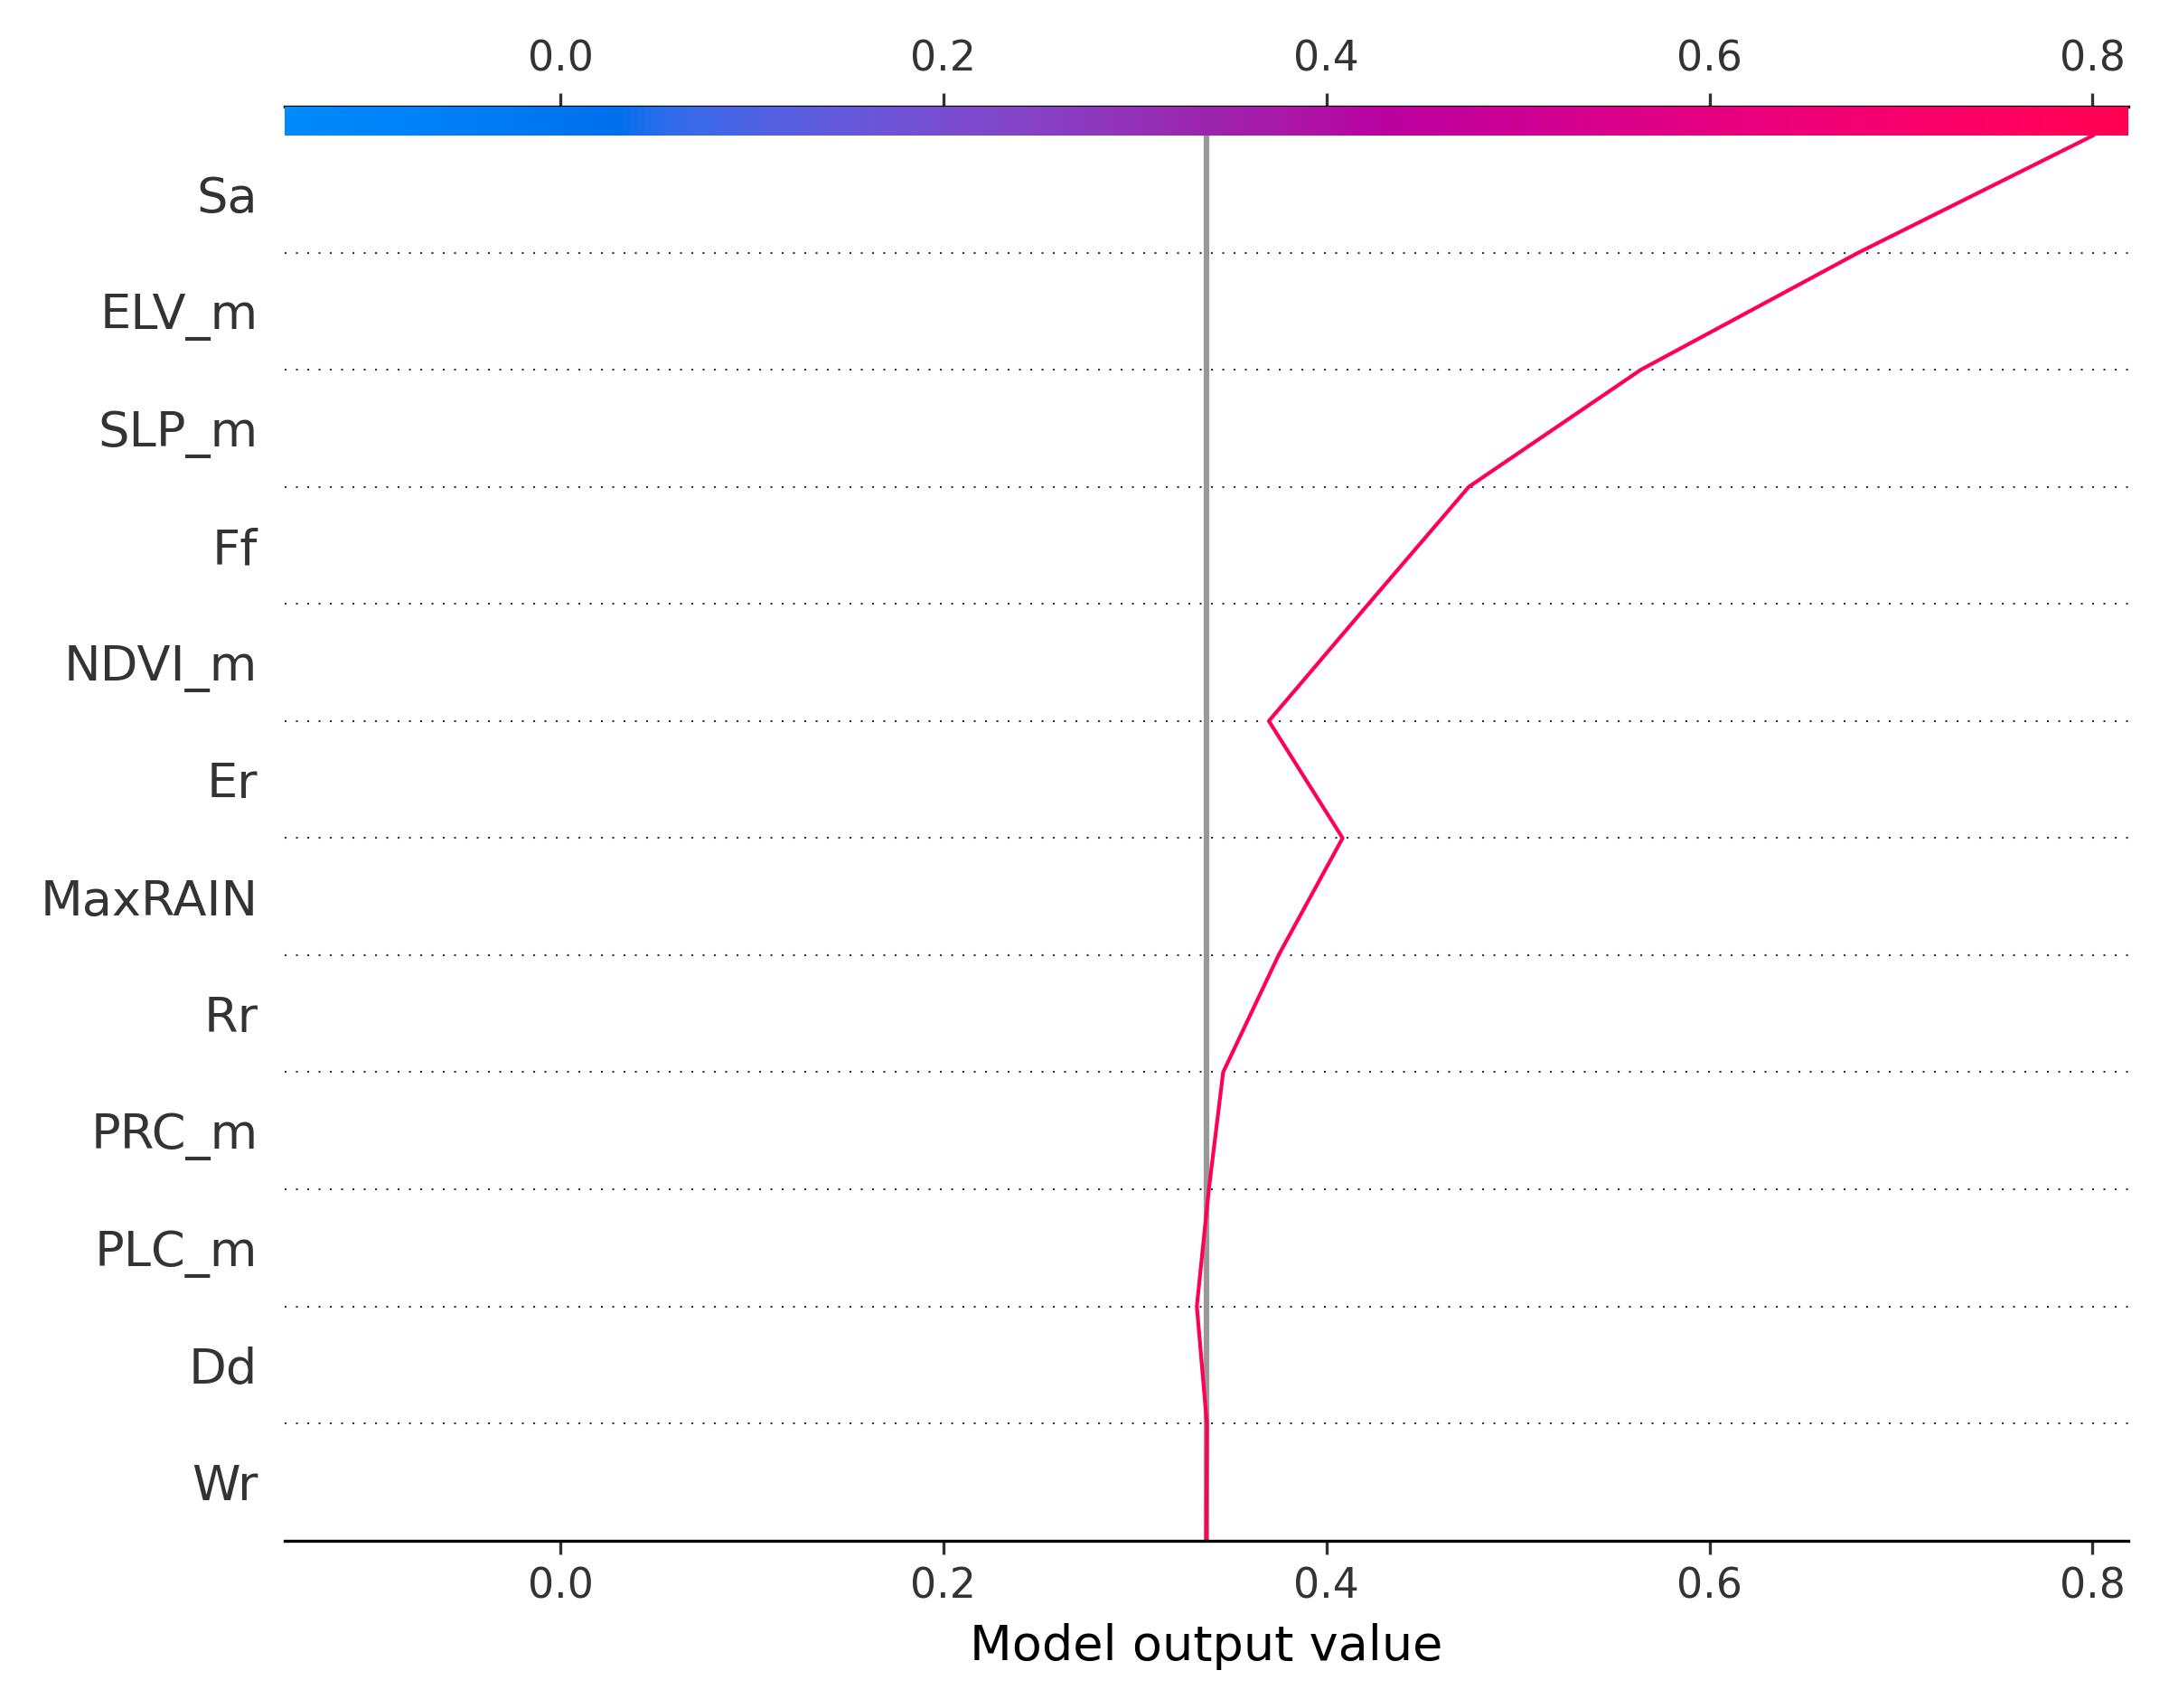 0.0 0.2 0.4 0.6 0.8
Sa
ELV_m
SLP_m
Ff
NDVI_m
Er
MaxRAIN
Rr
PRC_m
PLC_m
Dd
Wr
0.0 0.2 0.4 0.6 0.8
Model output value